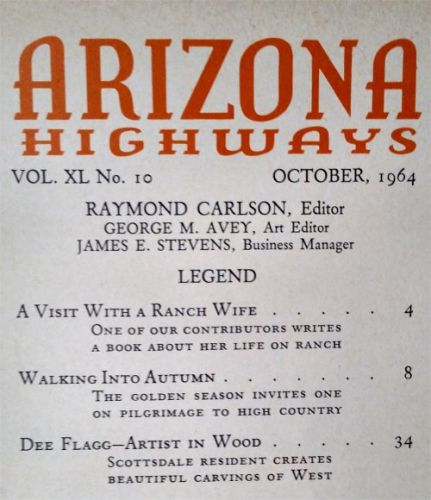 ARIZONA
HIGHWAYS
VOL. XL No. 10 OCTOBER, 1964
RAYMOND CARLSON, Editor
GEORGE M. AVEY, Art Editor
JAMES E. STEVENS, Business Manager
LEGEND
A Visit With a Ranch Wife . . . . . 4
One of our contributors writes
a book about her life on ranch
Walking Into Autumn . . . . . . . 8
The golden season invites one
on pilgrimage to high country
Dee Flagg—Artist in Wood . . . . . 34
Scottsdale resident creates
beautiful carvings of West